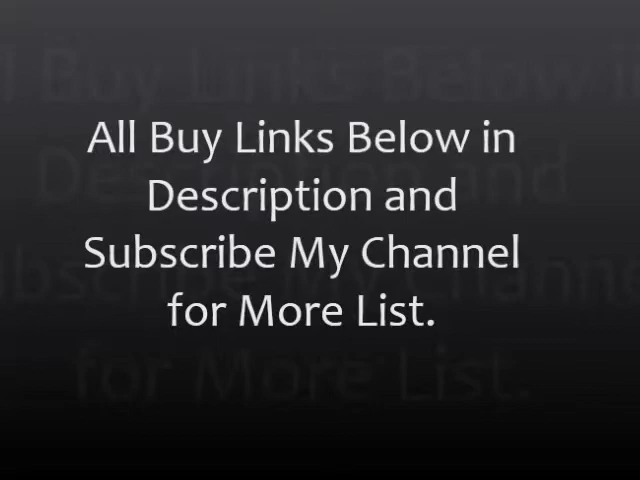 All Buy Links Below in
Description and
Subscribe My Channel
for More List.